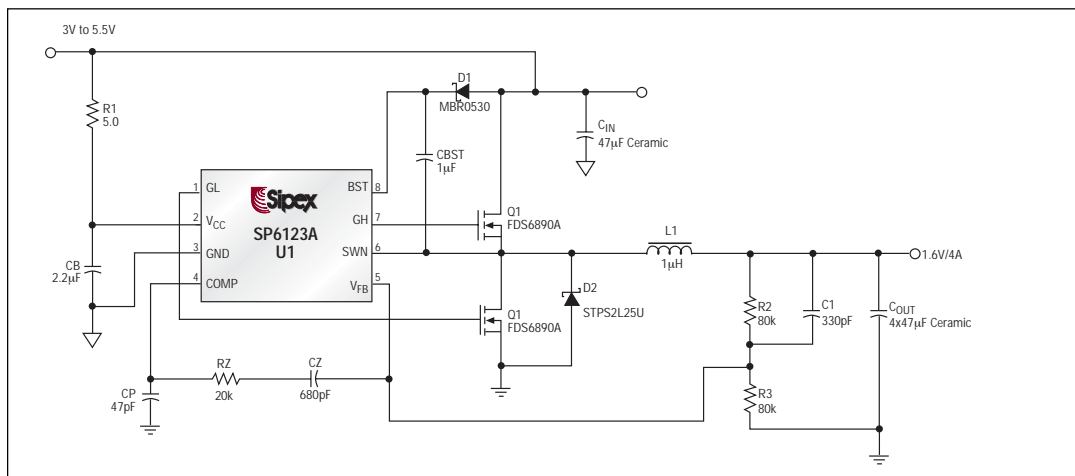 3V to 5.5V
R1
5.0
D1
MBR0530
CBST
1μF
CIN
47μF Ceramic
1
GL
Sipex
BST
8
2
VCC
SP6123A
GH
7
3
GND
U1
SWN
6
4
COMP
VFB
5
Q1
FDS6890A
L1
1μH
1.6V/4A
CB
2.2μF
Q1
FDS6890A
D2
STPS2L25U
R2
80k
C1
330pF
COUT
4x47μF Ceramic
RZ
20k
CZ
680pF
CP
47pF
R3
80k